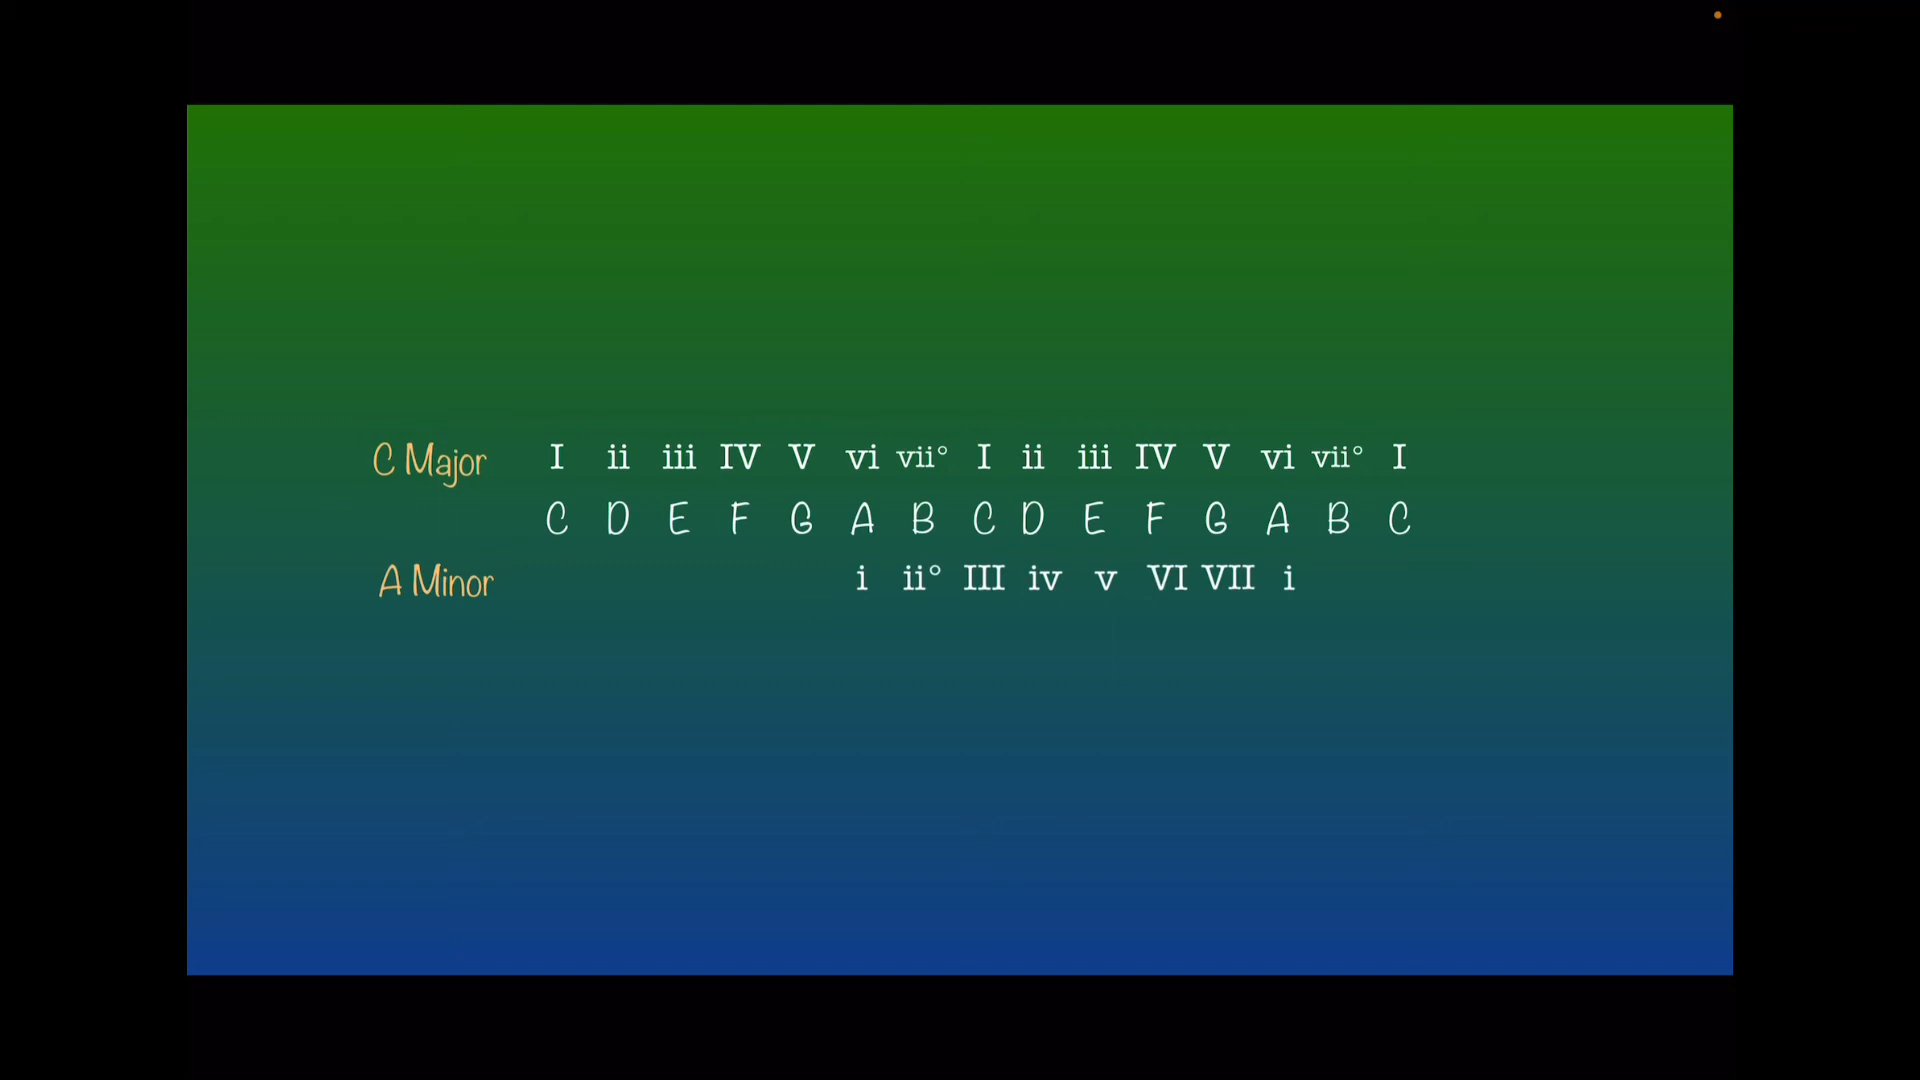 C Major I ii iii IV V vi vii° I ii iii IV V vi vii° I
C D E F G A B C D E F G A B C
A Minor i ii° III iv v VI VII i